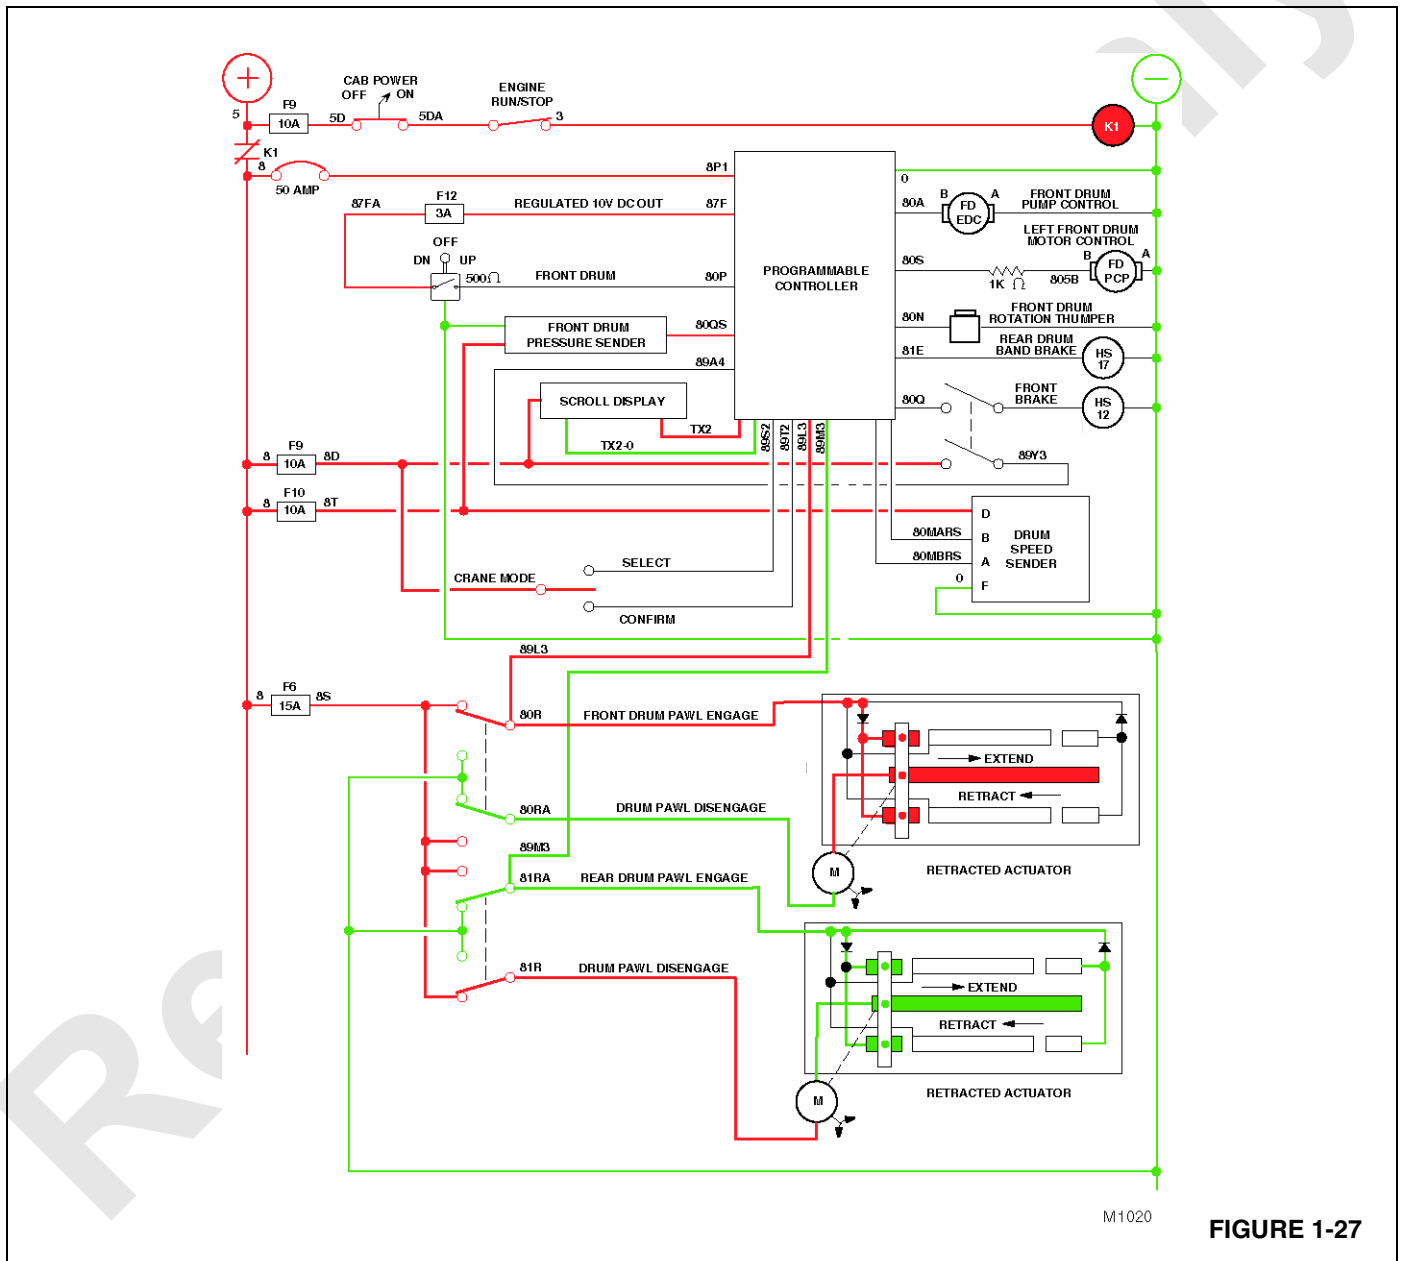 CAB POWER
OFF ON
ENGINE
RUN/STOP
5
F9
10A
5D
5DA
3
K1
K1
8
50 AMP
8P1
0
87FA
F12
3A
REGULATED 10V DC OUT
87F
80A
B
FD
EDC
A
FRONT DRUM
PUMP CONTROL
OFF
DN
UP
500Ω
FRONT DRUM
80P
PROGRAMMABLE
CONTROLLER
80S
1K Ω
805B
LEFT FRONT DRUM
MOTOR CONTROL
B
FD
PCP
A
FRONT DRUM
PRESSURE SENDER
80QS
80N
FRONT DRUM
ROTATION THUMPER
89A4
81E
REAR DRUM
BAND BRAKE
HS
17
SCROLL DISPLAY
TX2
TX2-0
89S2
89T2
89L3
89M3
80Q
FRONT
BRAKE
HS
12
8
F9
10A
8D
89Y3
8
F10
10A
8T
D
80MARS
B
DRUM
SPEED
SENDER
80MBRS
A
0
F
SELECT
CRANE MODE
CONFIRM
89L3
8
F6
15A
8S
80R
FRONT DRUM PAWL ENGAGE
EXTEND
RETRACT
80RA
DRUM PAWL DISENGAGE
89M3
M
RETRACTED ACTUATOR
81RA
REAR DRUM PAWL ENGAGE
81R
DRUM PAWL DISENGAGE
EXTEND
RETRACT
M
RETRACTED ACTUATOR
M1020
FIGURE 1-27